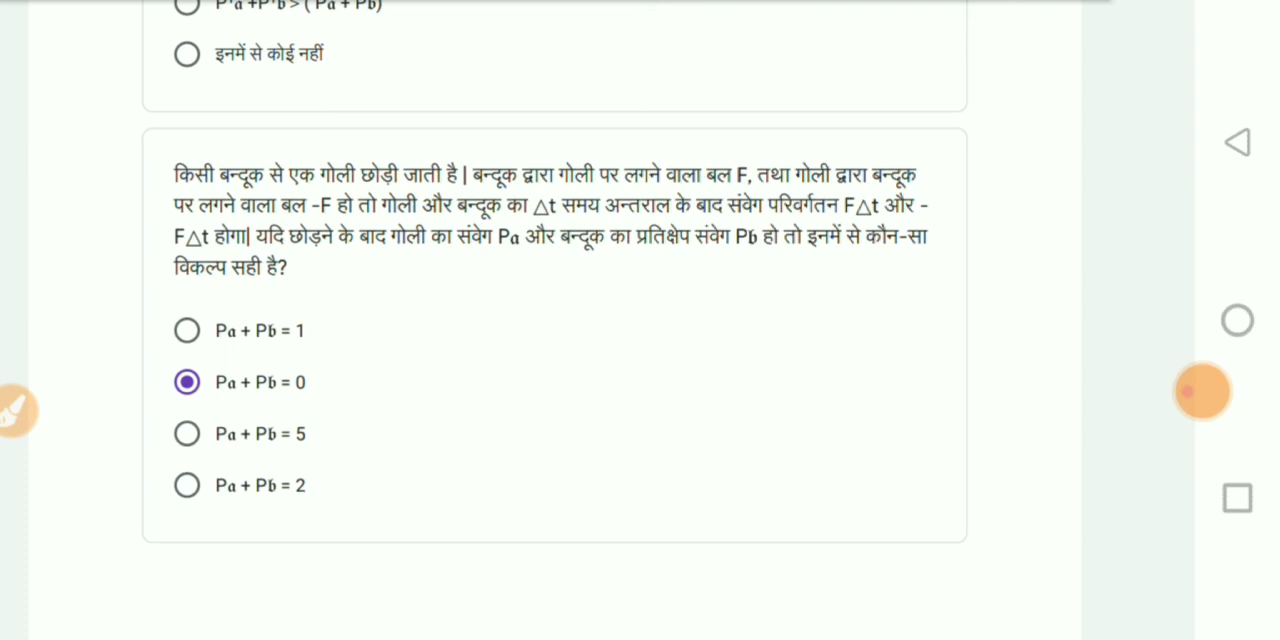 इनमें से कोई नहीं
किसी बन्दूक से एक गोली छोड़ी जाती है | बन्दूक द्वारा गोली पर लगने वाला बल F, तथा गोली द्वारा बन्दूक
पर लगने वाला बल -F हो तो गोली और बन्दूक का △t समय अन्तराल के बाद संवेग परिवर्गतन F△t और -
F△t होगा| यदि छोड़ने के बाद गोली का संवेग Pa और बन्दूक का प्रतिक्षेप संवेग Pb हो तो इनमें से कौन-सा
विकल्प सही है?
Pa + Pb = 1
Pa + Pb = 0
Pa + Pb = 5
Pa + Pb = 2